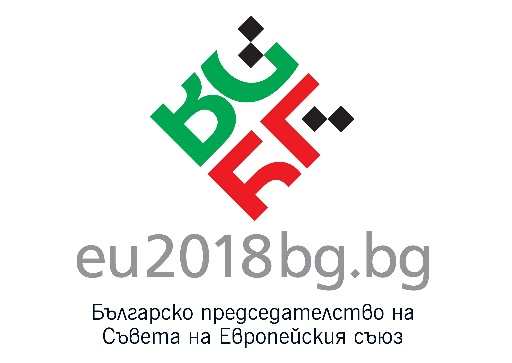 eu2018bg.bg
Българско председателство на
Съвета на Европейския съюз